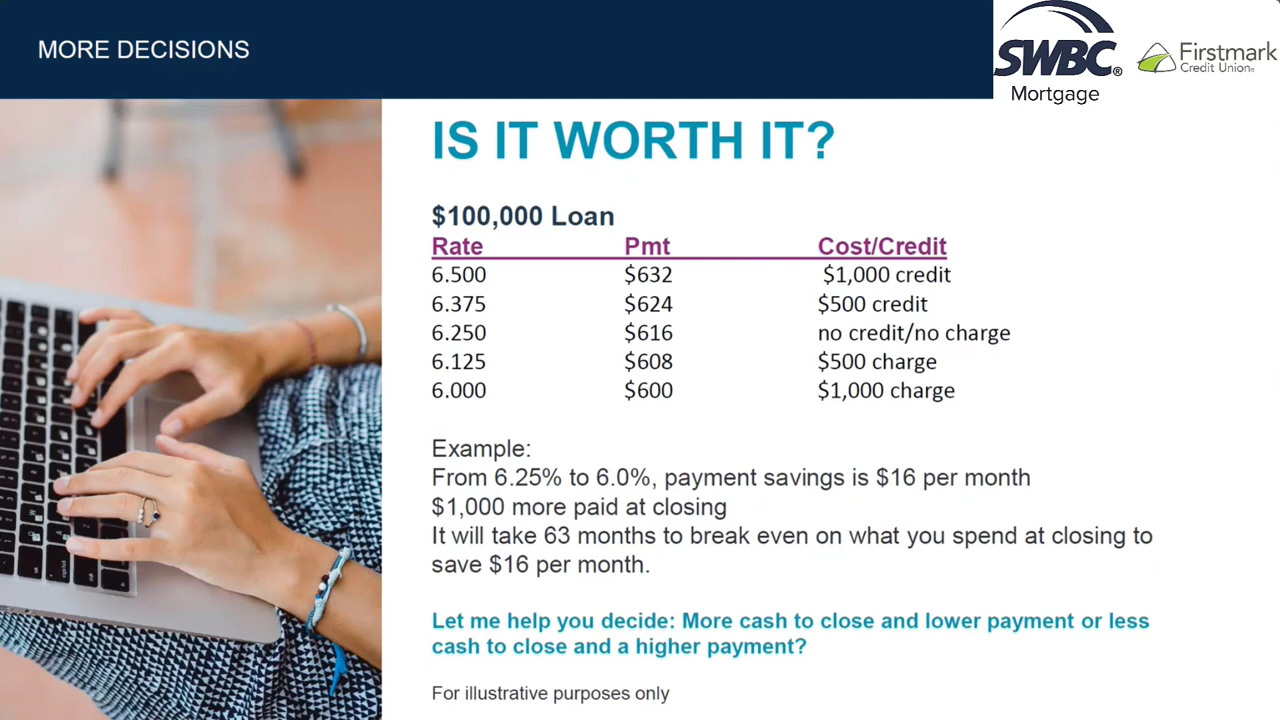 MORE DECISIONS
SWBC®
Mortgage
Firstmark
Credit Union®
IS IT WORTH IT?
$100,000 Loan
Rate Pmt Cost/Credit
6.500 $632 $1,000 credit
6.375 $624 $500 credit
6.250 $616 no credit/no charge
6.125 $608 $500 charge
6.000 $600 $1,000 charge
Example:
From 6.25% to 6.0%, payment savings is $16 per month
$1,000 more paid at closing
It will take 63 months to break even on what you spend at closing to
save $16 per month.
Let me help you decide: More cash to close and lower payment or less
cash to close and a higher payment?
For illustrative purposes only